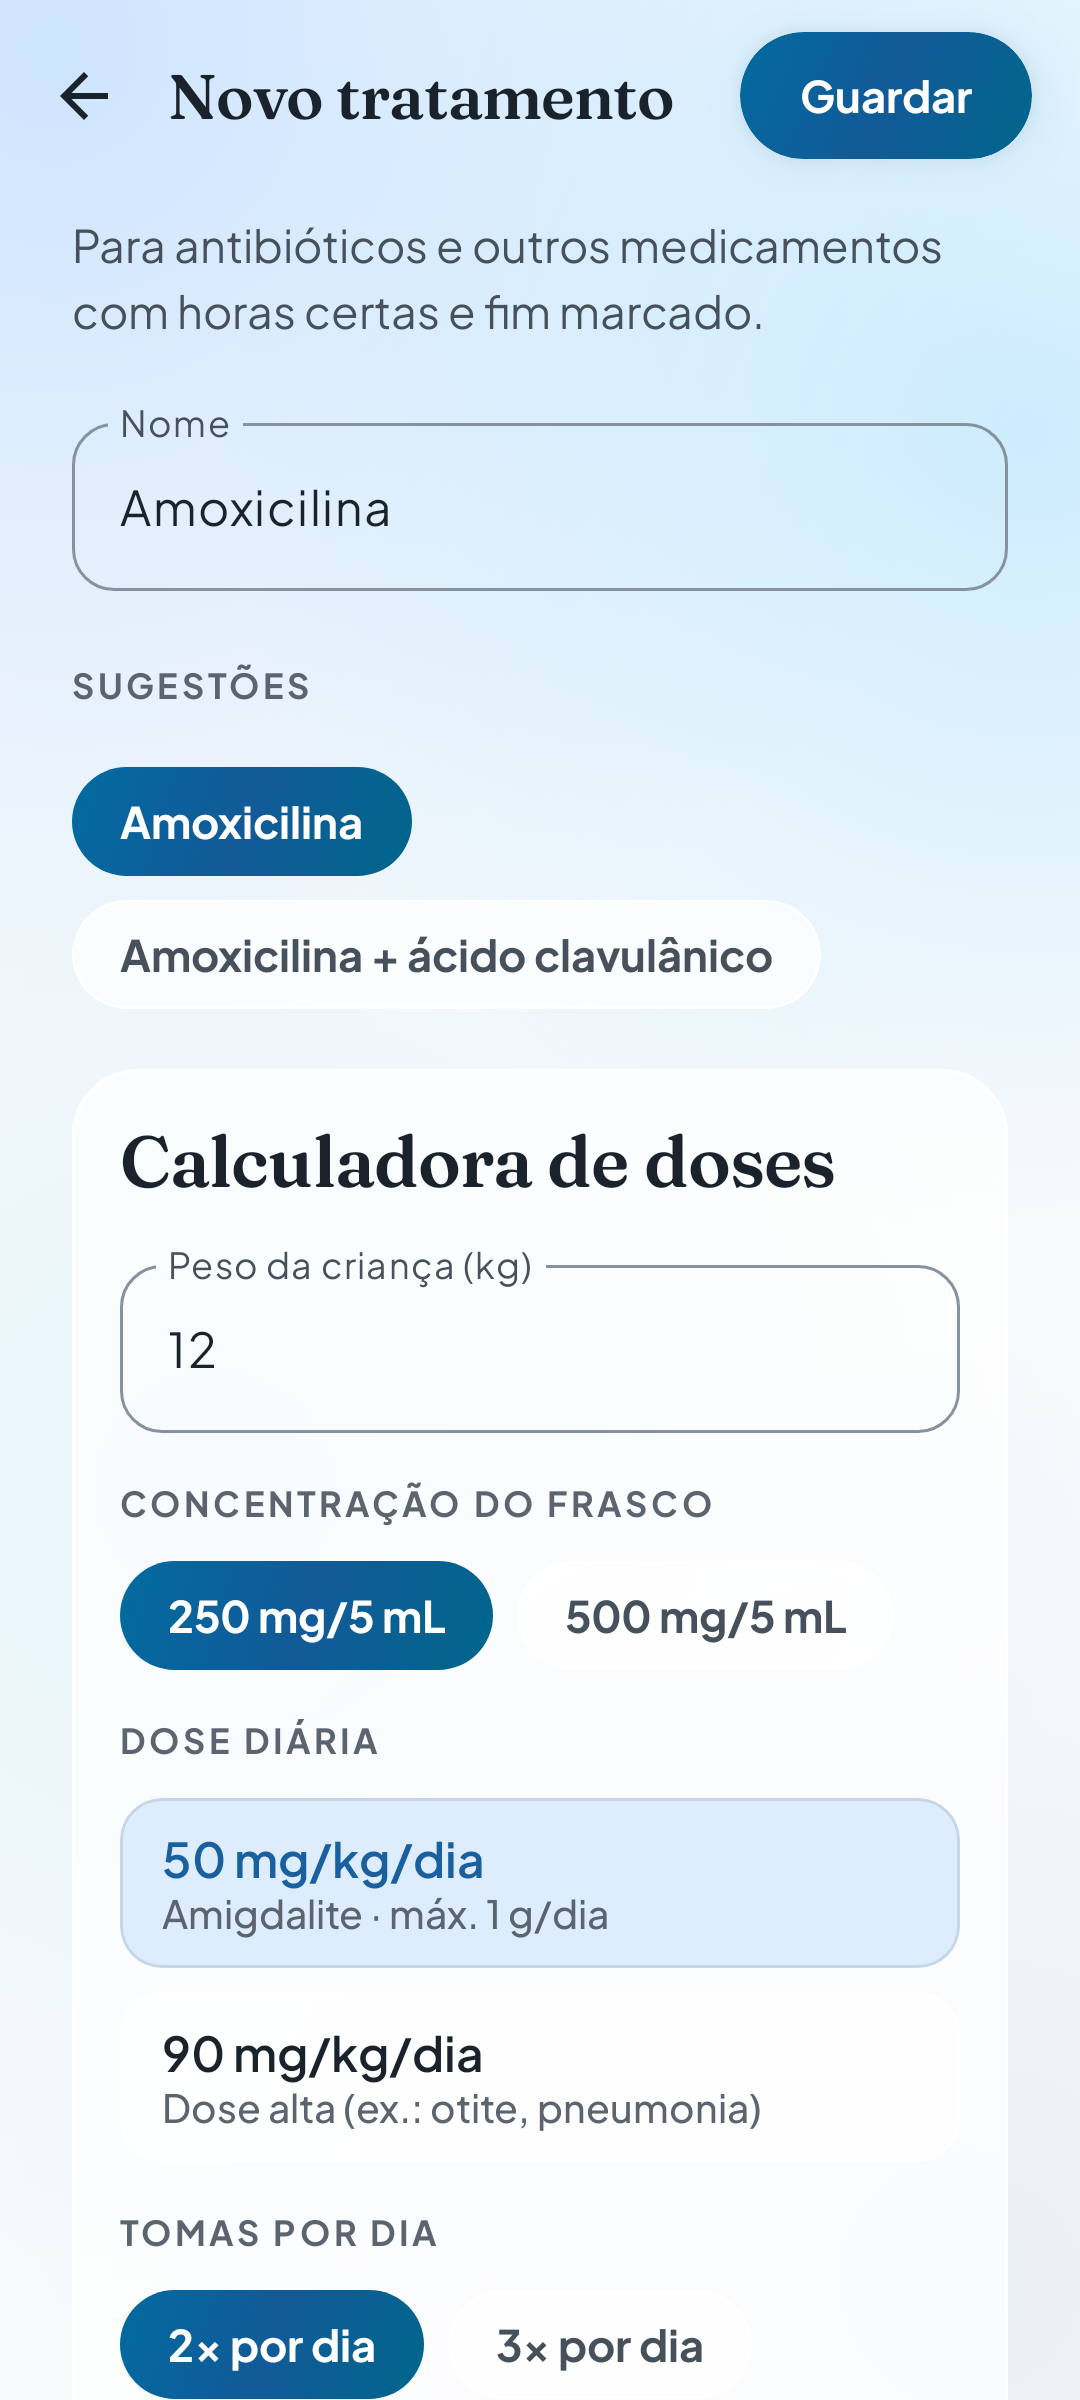 Novo tratamento
Guardar
Para antibióticos e outros medicamentos
com horas certas e fim marcado.
Nome
Amoxicilina
SUGESTÕES
Amoxicilina
Amoxicilina + ácido clavulânico
Calculadora de doses
Peso da criança (kg)
12
CONCENTRAÇÃO DO FRASCO
250 mg/5 mL
500 mg/5 mL
DOSE DIÁRIA
50 mg/kg/dia
Amigdalite · máx. 1 g/dia
90 mg/kg/dia
Dose alta (ex.: otite, pneumonia)
TOMAS POR DIA
2× por dia
3× por dia